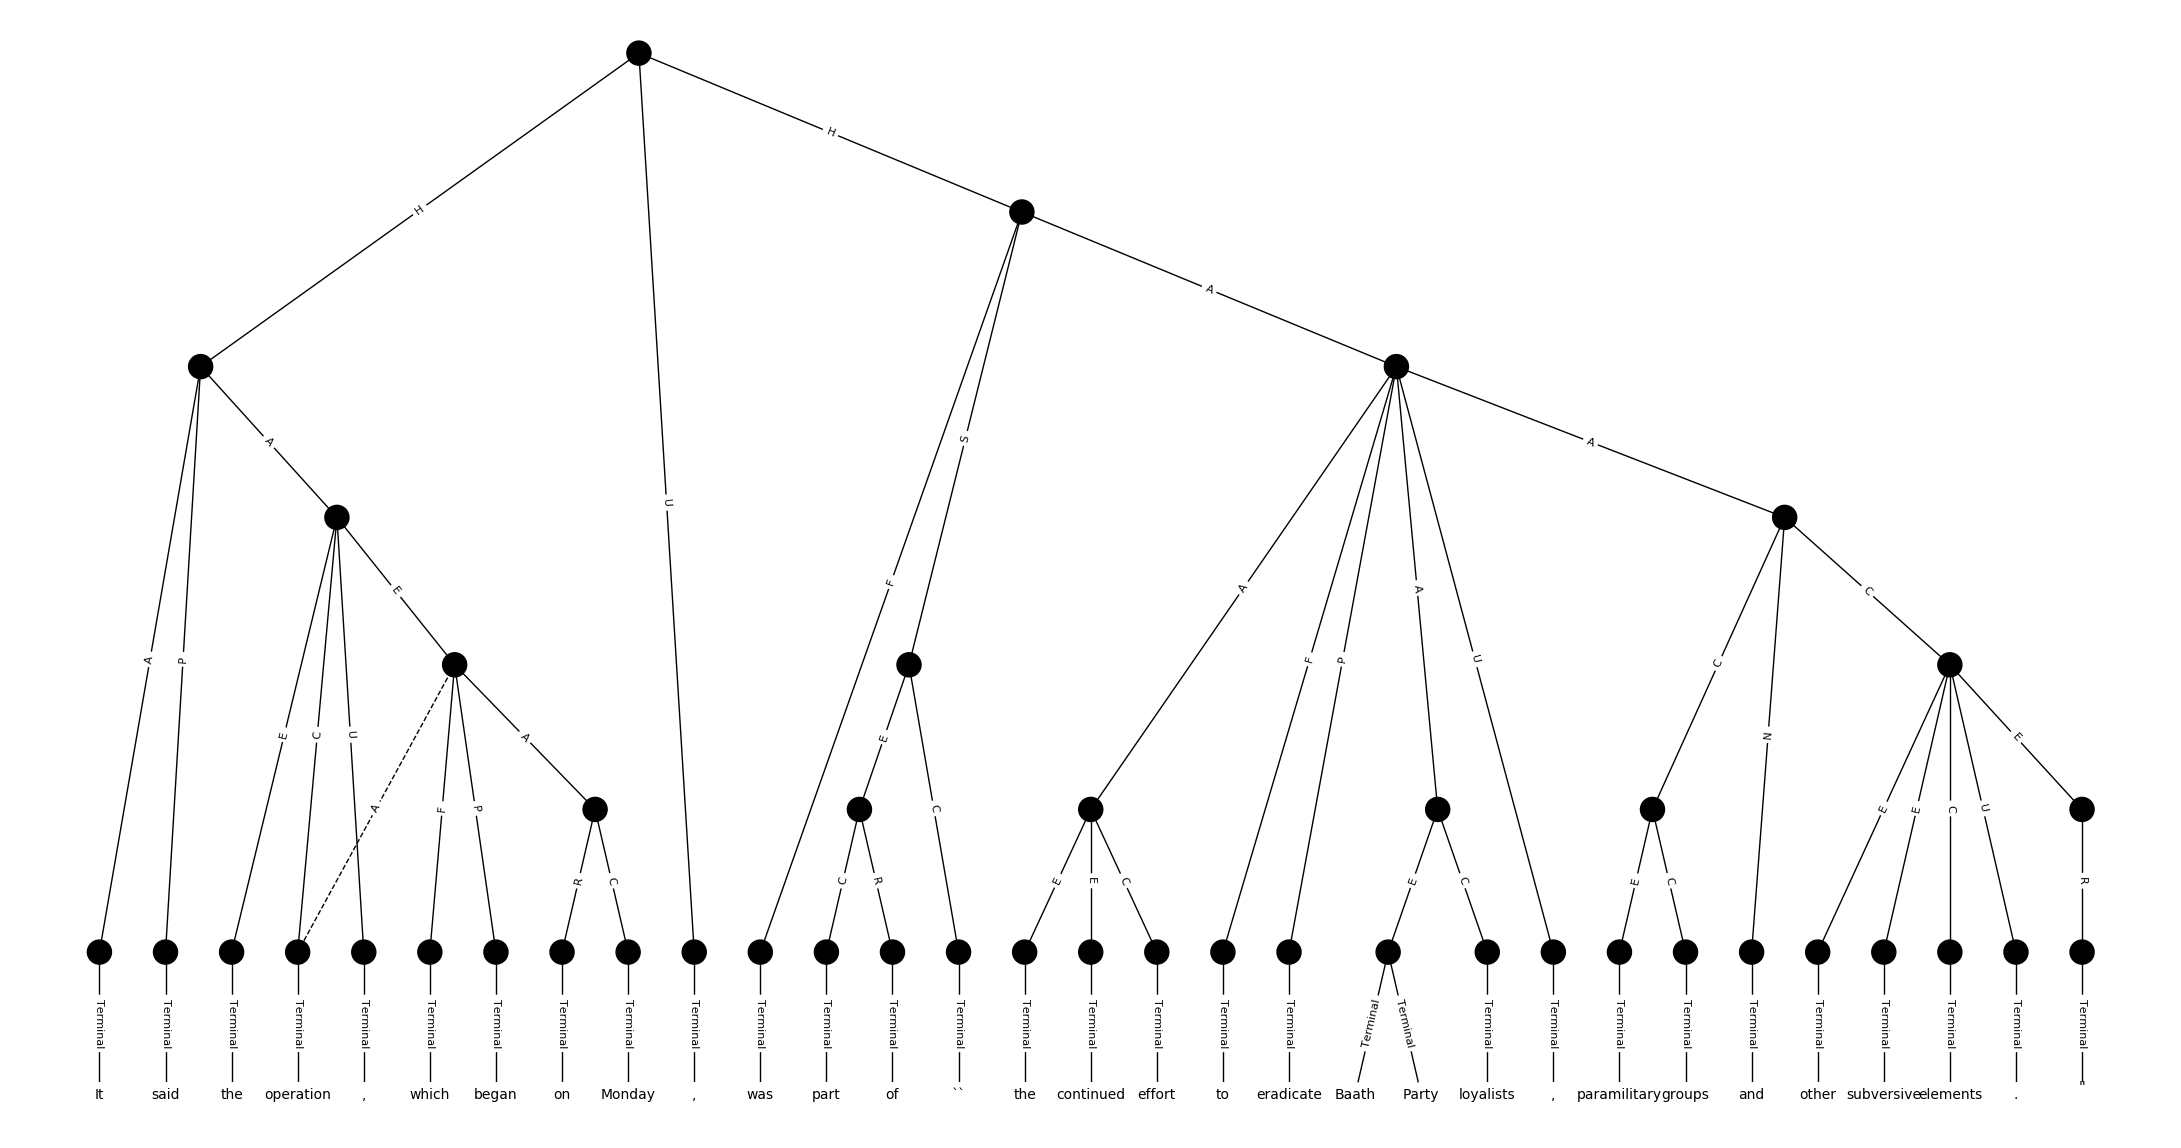 H
H
A
S
A
A
U
E
F
A
F
P
A
U
C
C
A
P
E
C
U
A
E
N
E
A
F
P
C
E
E
C
U
R
C
C
R
E
E
C
E
C
E
C
R
Terminal Terminal Terminal Terminal Terminal Terminal Terminal Terminal Terminal Terminal Terminal Terminal Terminal Terminal Terminal Terminal Terminal Terminal Terminal Terminal Terminal Terminal Terminal Terminal Terminal Terminal Terminal Terminal Terminal Terminal Terminal
It said the operation , which began on Monday , was part of `` the continued effort to eradicate Baath Party loyalists , paramilitary groups and other subversive elements . "